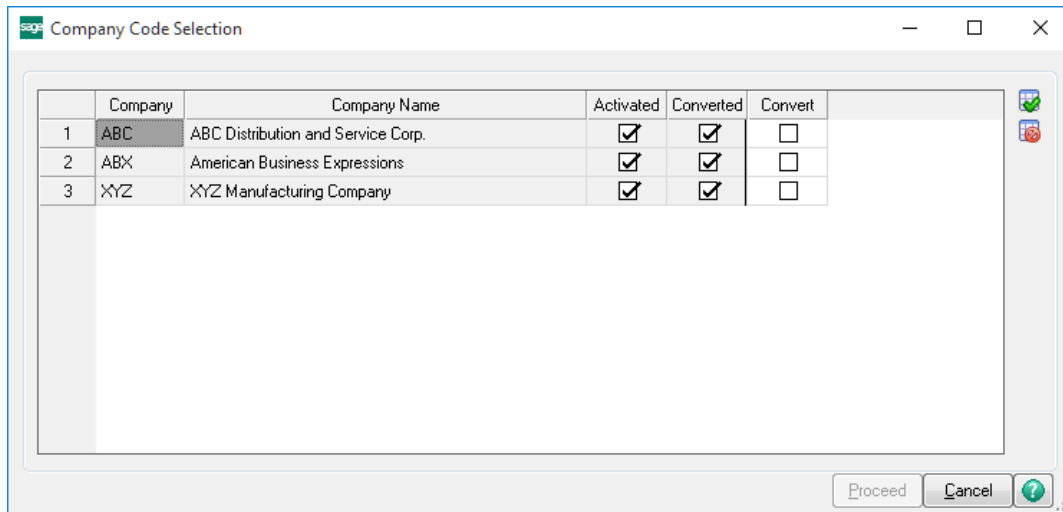 sage Company Code Selection
Company Company Name Activated Converted Convert
1 ABC ABC Distribution and Service Corp.
2 ABX American Business Expressions
3 XYZ XYZ Manufacturing Company
Proceed Cancel ?